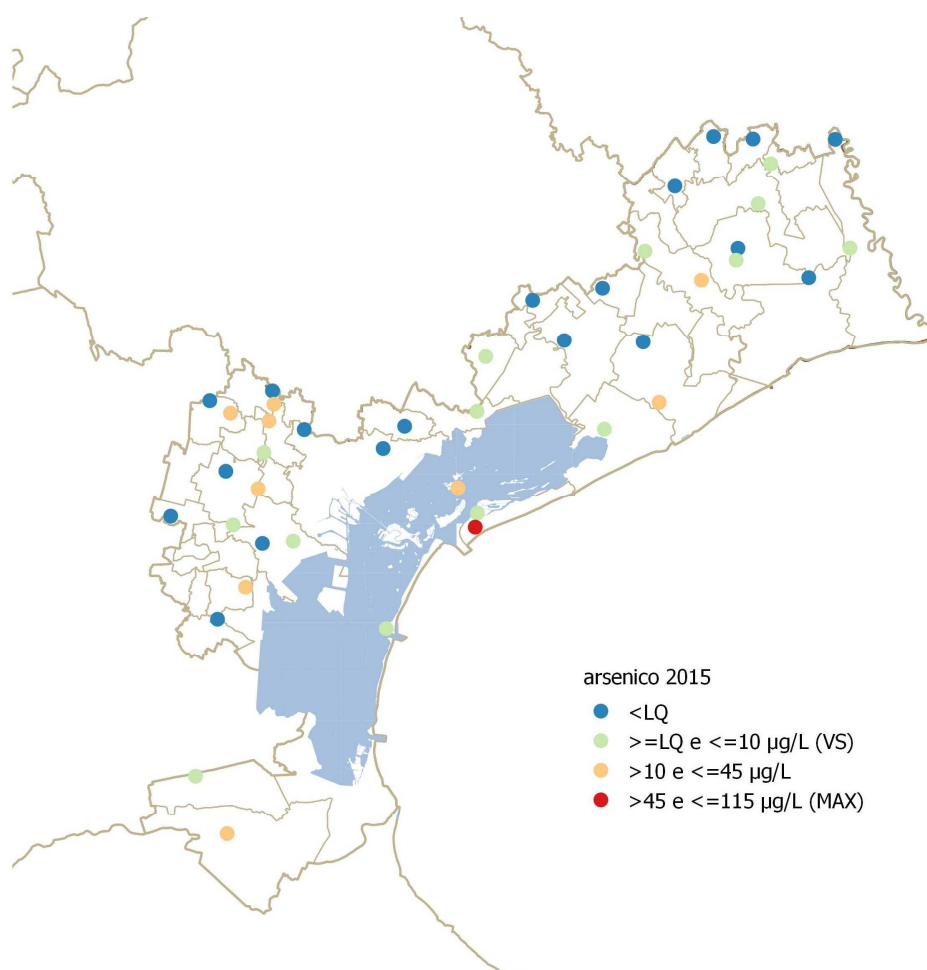 arsenico 2015
<LQ
>=LQ e <=10 µg/L (VS)
>10 e <=45 µg/L
>45 e <=115 µg/L (MAX)